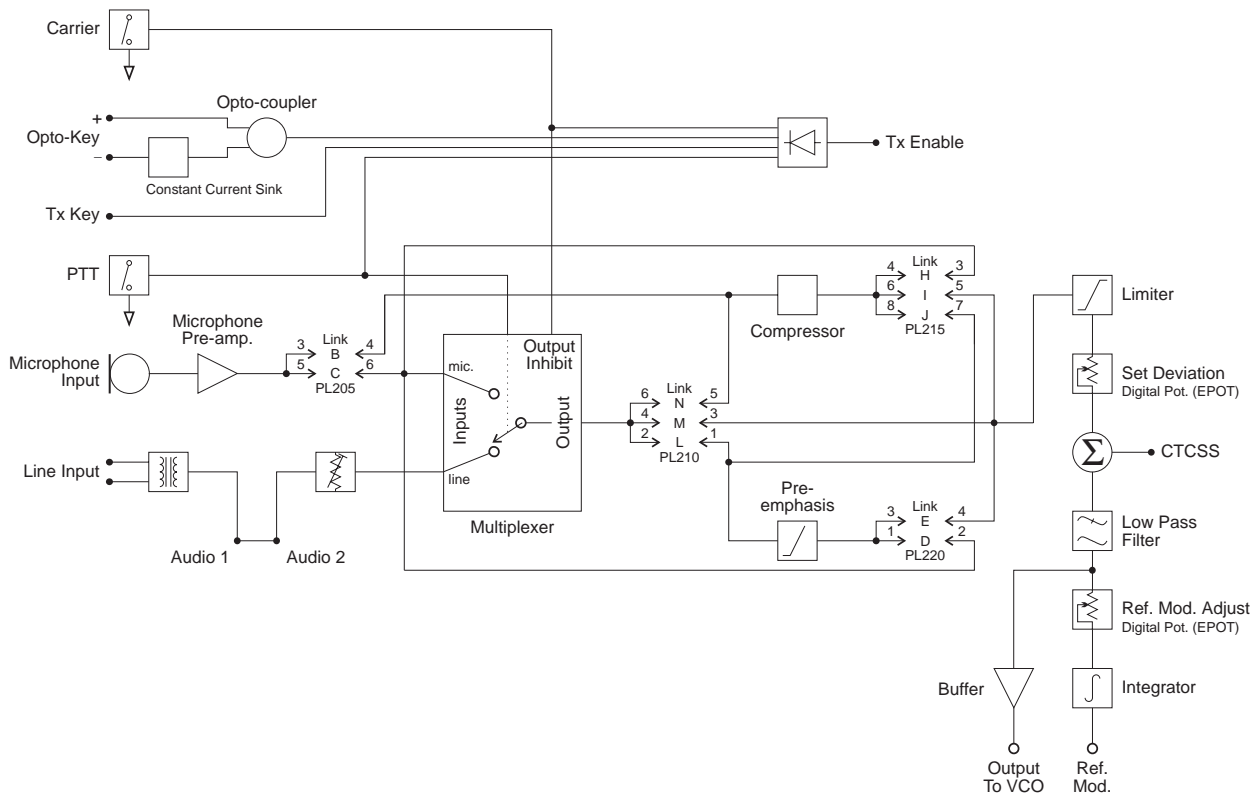 Carrier
Opto-coupler
+
Opto-Key
−
Constant Current Sink
Tx Enable
Tx Key
PTT
Microphone
Pre-amp.
Microphone
Input
3 Link 4
B
5 C 6
PL205
mic.
Output
Inhibit
Inputs
Output
line
Multiplexer
Line Input
Audio 1
Audio 2
6 Link 5
N
4 M 3
2 L 1
PL210
Compressor
4 Link 3
H
6 I 5
8 J 7
PL215
Pre-
emphasis
3 Link 4
E
1 D 2
PL220
Limiter
Set Deviation
Digital Pot. (EPOT)
Σ
CTCSS
Low Pass
Filter
Ref. Mod. Adjust
Digital Pot. (EPOT)
Buffer
Integrator
Output
To VCO
Ref.
Mod.